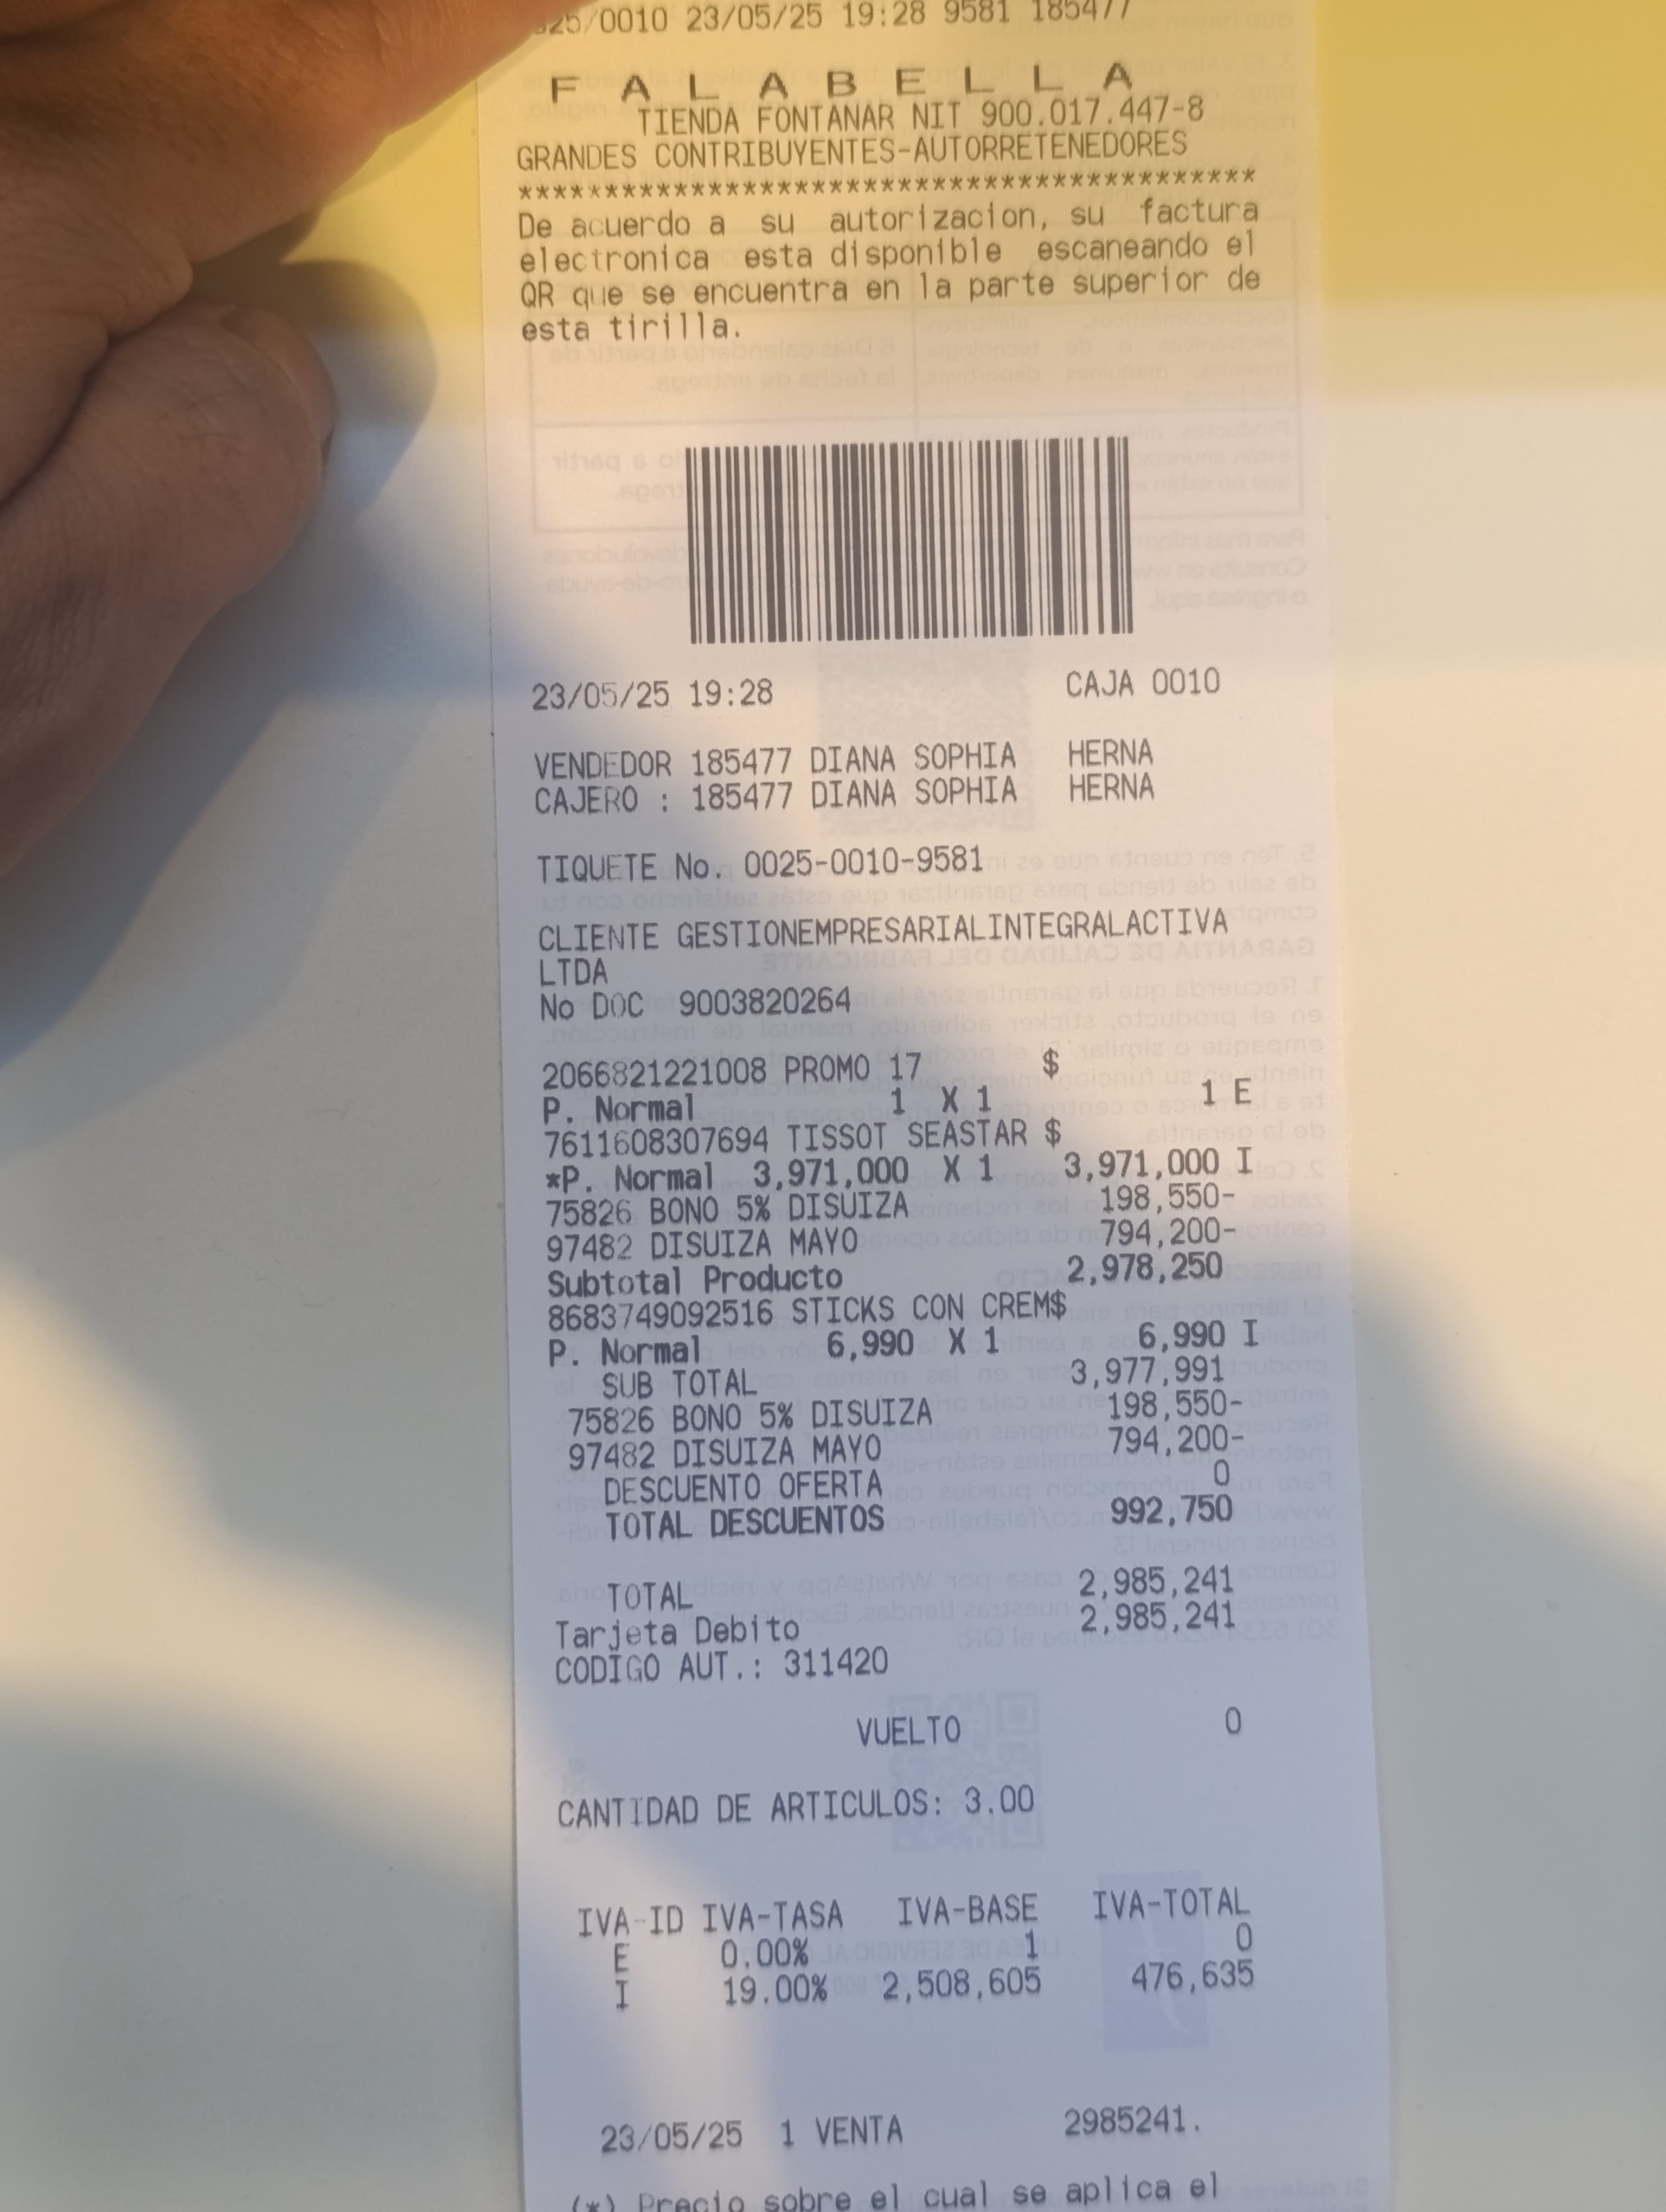 /0010 23/05/25 19:28 9581 185477
F A L A B E L L A
TIENDA FONTANAR NIT 900.017.447-8
GRANDES CONTRIBUYENTES-AUTORRETENEDORES
*******************************************
De acuerdo a su autorizacion, su factura
electronica esta disponible escaneando el
QR que se encuentra en la parte superior de
esta tirilla.
23/05/25 19:28 CAJA 0010
VENDEDOR 185477 DIANA SOPHIA HERNA
CAJERO : 185477 DIANA SOPHIA HERNA
TIQUETE No. 0025-0010-9581
CLIENTE GESTIONEMPRESARIALINTEGRALACTIVA
LTDA
No DOC 9003820264
2066821221008 PROMO 17 $
P. Normal 1 X 1 1 E
7611608307694 TISSOT SEASTAR $
*P. Normal 3,971,000 X 1 3,971,000 I
75826 BONO 5% DISUIZA 198,550-
97482 DISUIZA MAYO 794,200-
Subtotal Producto 2,978,250
8683749092516 STICKS CON CREM$
P. Normal 6,990 X 1 6,990 I
SUB TOTAL 3,977,991
75826 BONO 5% DISUIZA 198,550-
97482 DISUIZA MAYO 794,200-
DESCUENTO OFERTA 0
TOTAL DESCUENTOS 992,750
TOTAL 2,985,241
Tarjeta Debito 2,985,241
CODIGO AUT.: 311420
VUELTO 0
CANTIDAD DE ARTICULOS: 3.00
IVA-ID IVA-TASA IVA-BASE IVA-TOTAL
E 0.00% 1 0
I 19.00% 2,508,605 476,635
23/05/25 1 VENTA 2985241.
(*) Precio sobre el cual se aplica el